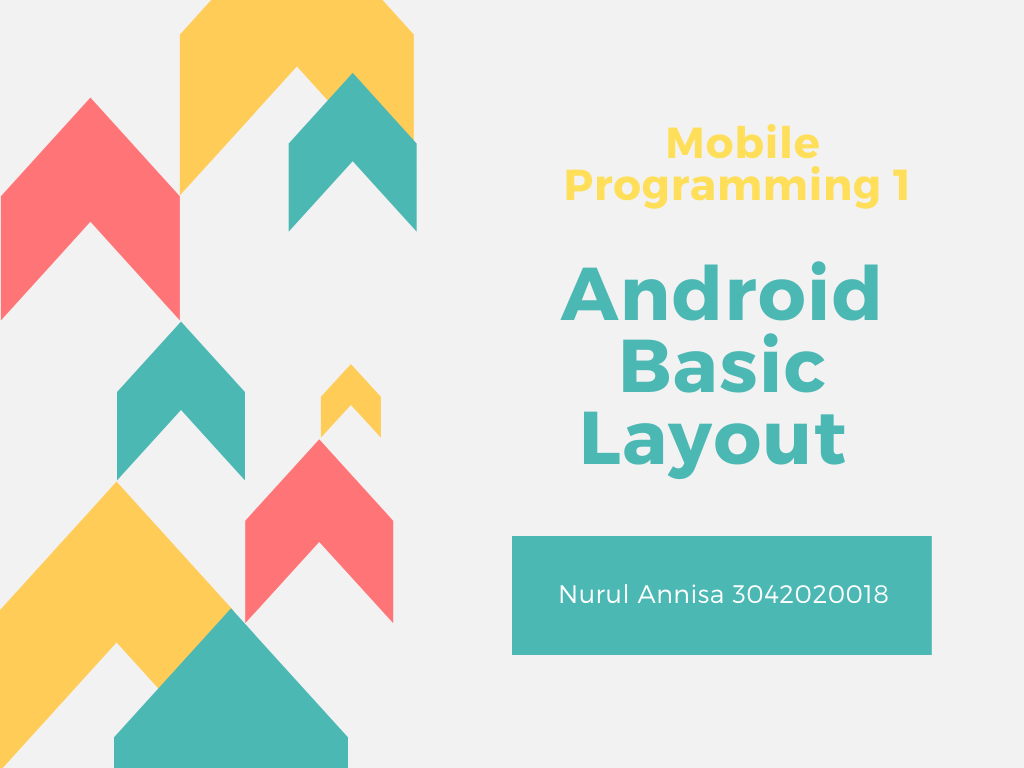 Mobile
Programming 1
Android
Basic
Layout
Nurul Annisa 3042020018